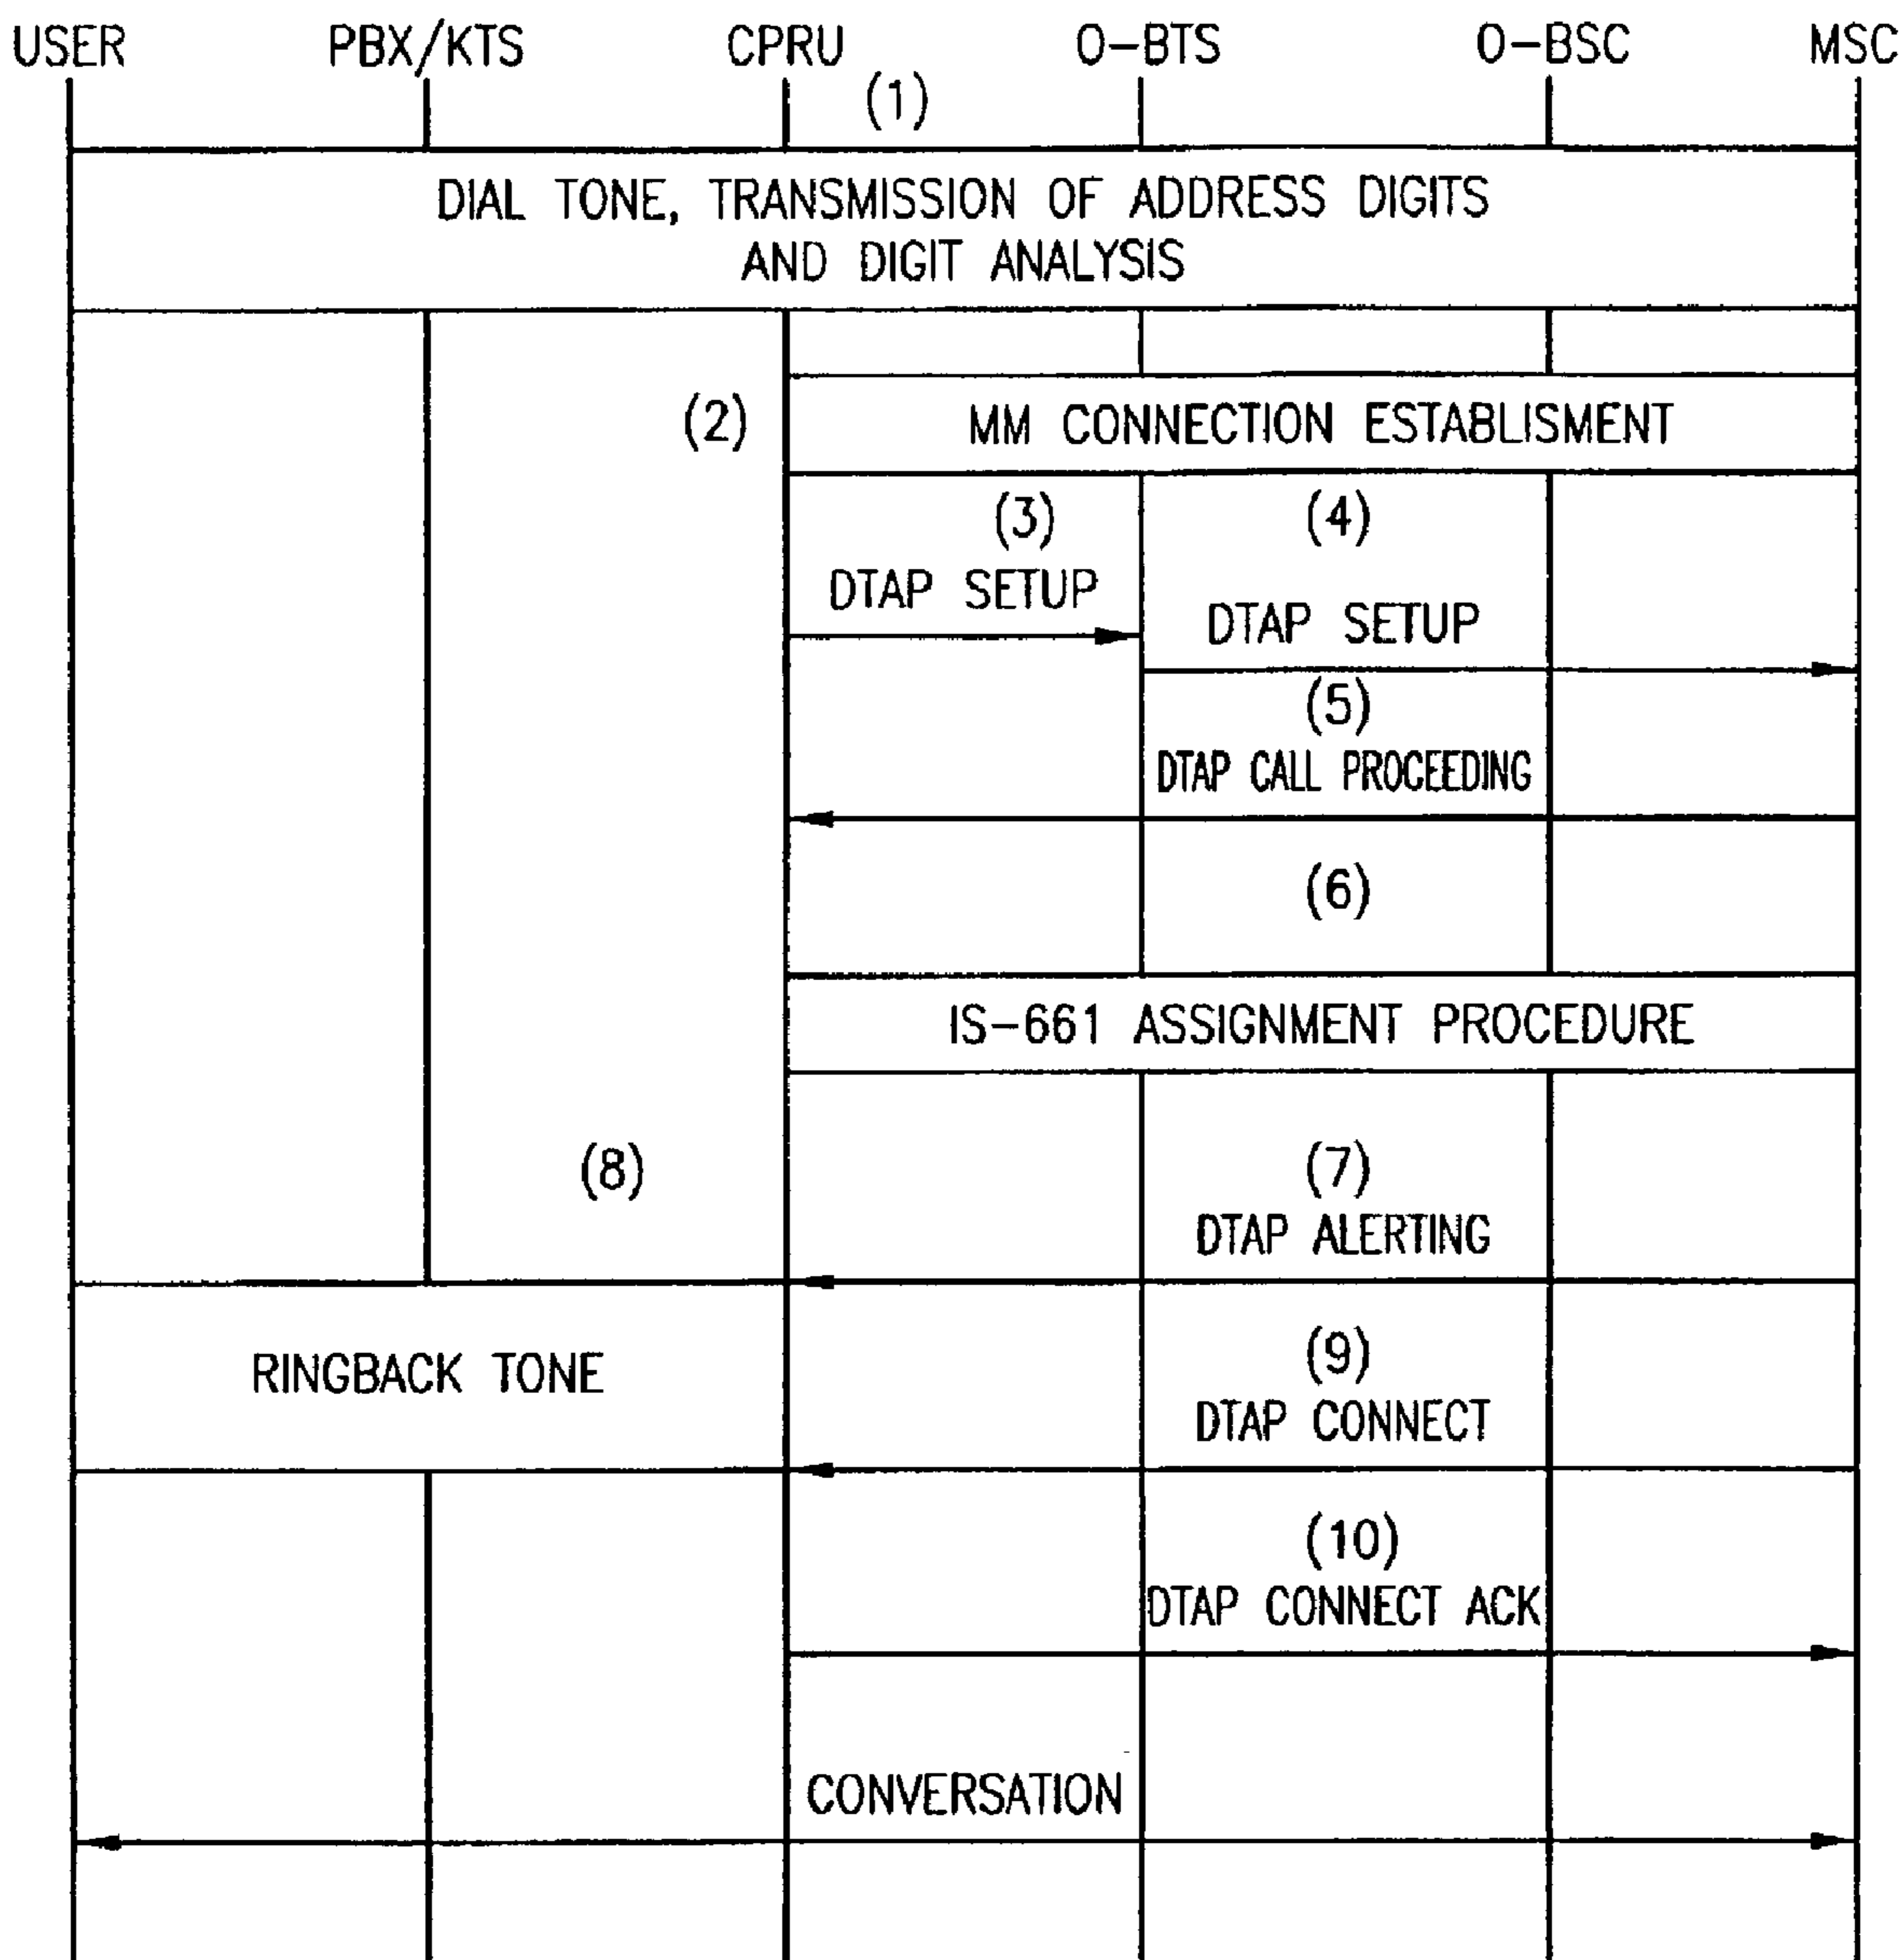 USER PBX/KTS CPRU O-BTS O-BSC MSC
(1)
DIAL TONE, TRANSMISSION OF ADDRESS DIGITS
AND DIGIT ANALYSIS
(2)
MM CONNECTION ESTABLISMENT
(3)
DTAP SETUP
(4)
DTAP SETUP
(5)
DTAP CALL PROCEEDING
(6)
IS-661 ASSIGNMENT PROCEDURE
(7)
DTAP ALERTING
(8)
RINGBACK TONE
(9)
DTAP CONNECT
(10)
DTAP CONNECT ACK
CONVERSATION